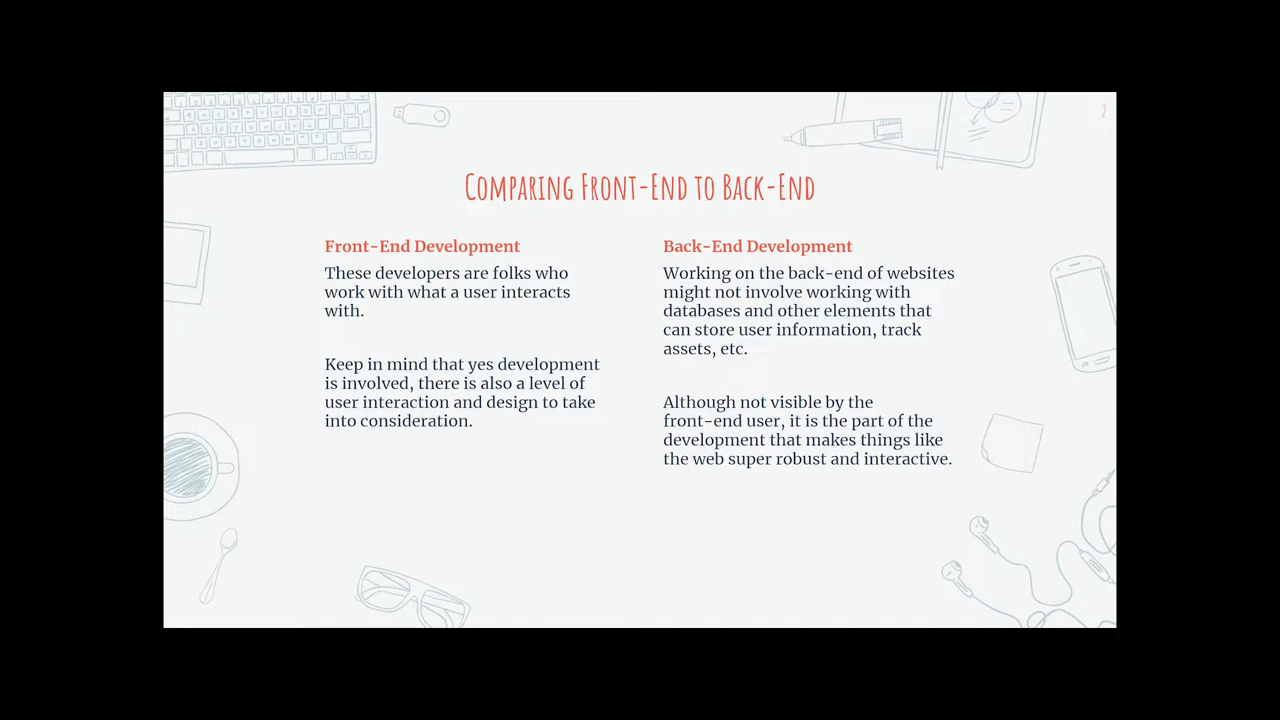 2
Comparing Front-End to Back-End
Front-End Development
These developers are folks who
work with what a user interacts
with.
Keep in mind that yes development
is involved, there is also a level of
user interaction and design to take
into consideration.
Back-End Development
Working on the back-end of websites
might not involve working with
databases and other elements that
can store user information, track
assets, etc.
Although not visible by the
front-end user, it is the part of the
development that makes things like
the web super robust and interactive.